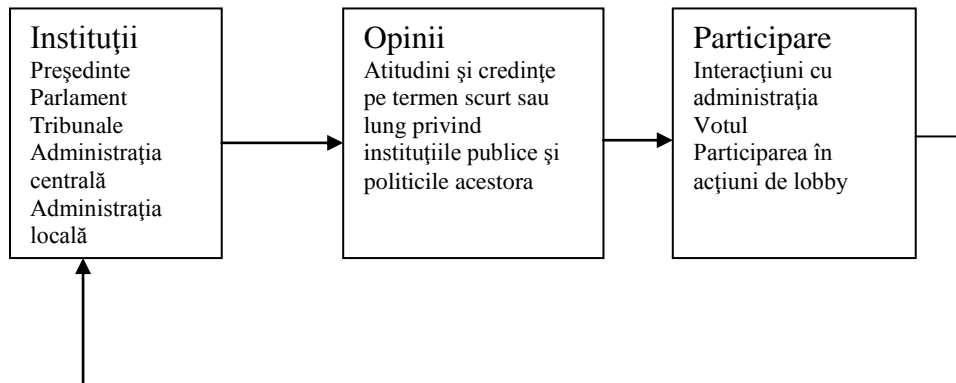 Instituţii
Preşedinte
Parlament
Tribunale
Administraţia
centrală
Administraţia
locală
Opinii
Atitudini şi credinţe
pe termen scurt sau
lung privind
instituţiile publice şi
politicile acestora
Participare
Interacţiuni cu
administraţia
Votul
Participarea în
acţiuni de lobby